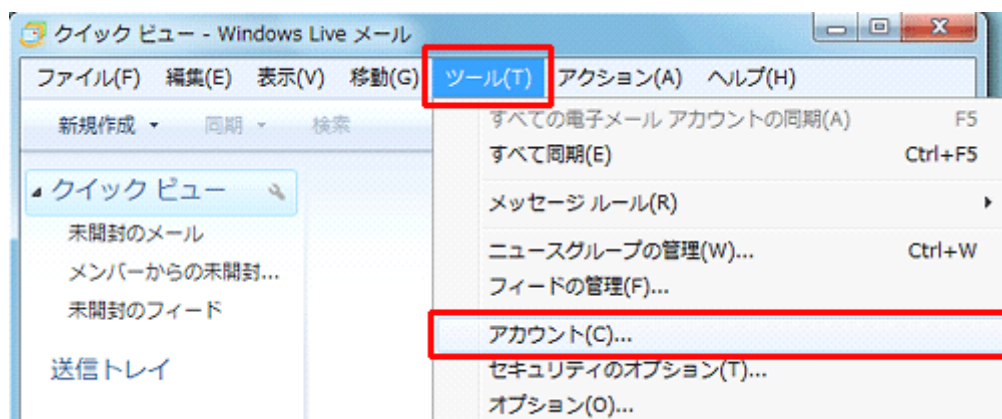 クイック ビュー - Windows Live メール
ファイル(F) 編集(E) 表示(V) 移動(G) ツール(T) アクション(A) ヘルプ(H)
新規作成 同期 検索
すべての電子メール アカウントの同期(A) F5
すべて同期(E) Ctrl+F5
メッセージ ルール(R)
ニュースグループの管理(W)... Ctrl+W
フィードの管理(F)...
アカウント(C)...
セキュリティのオプション(T)...
オプション(O)...
クイック ビュー
未開封のメール
メンバーからの未開封...
未開封のフィード
送信トレイ